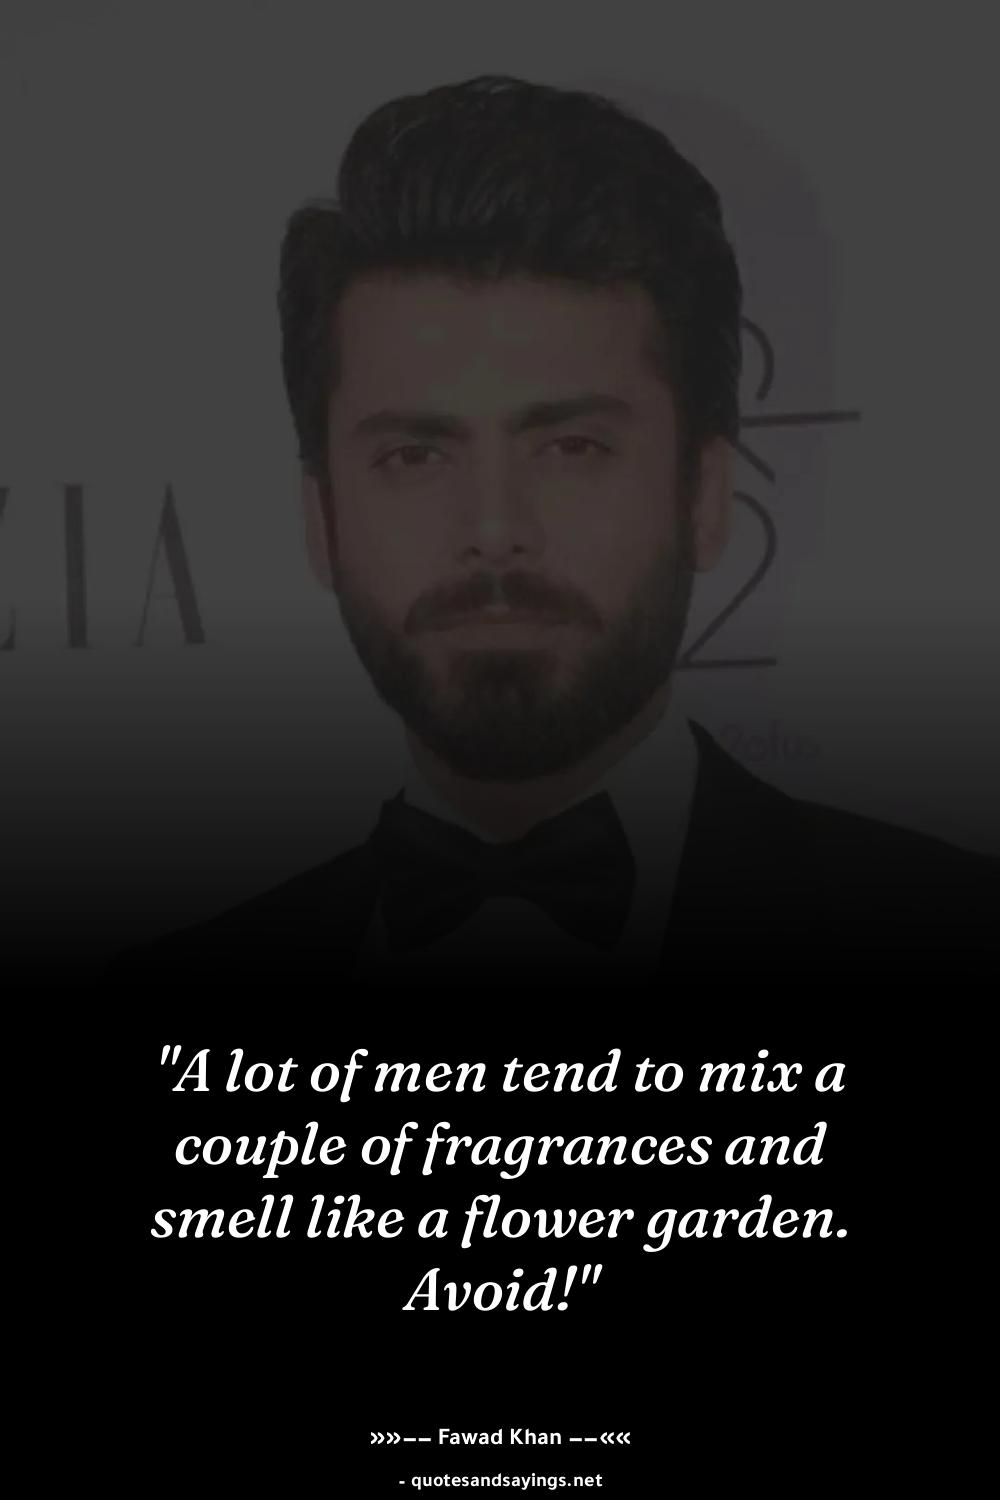 ZIA
"A lot of men tend to mix a
couple of fragrances and
smell like a flower garden.
Avoid!"
»»—— Fawad Khan ——««
- quotesandsayings.net